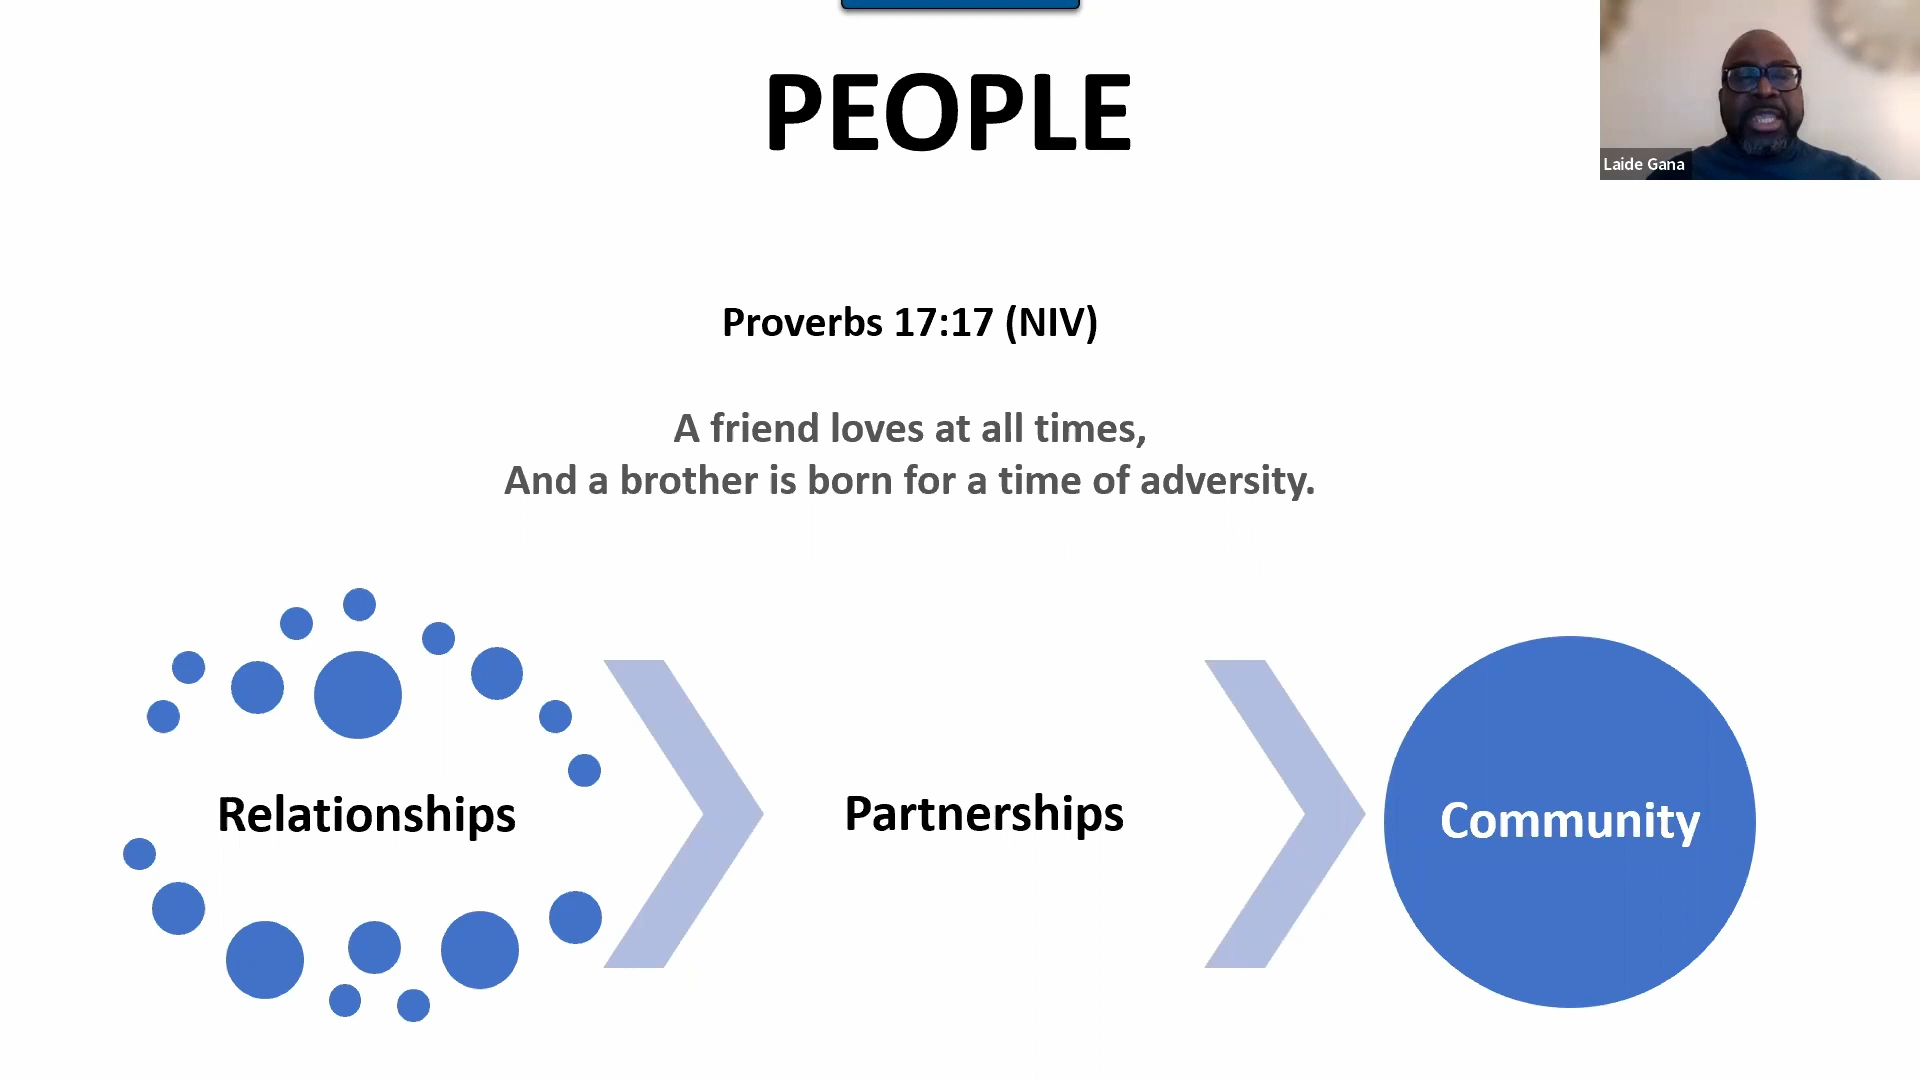 PEOPLE
Laide Gana
Proverbs 17:17 (NIV)
A friend loves at all times,
And a brother is born for a time of adversity.
Relationships
Partnerships
Community